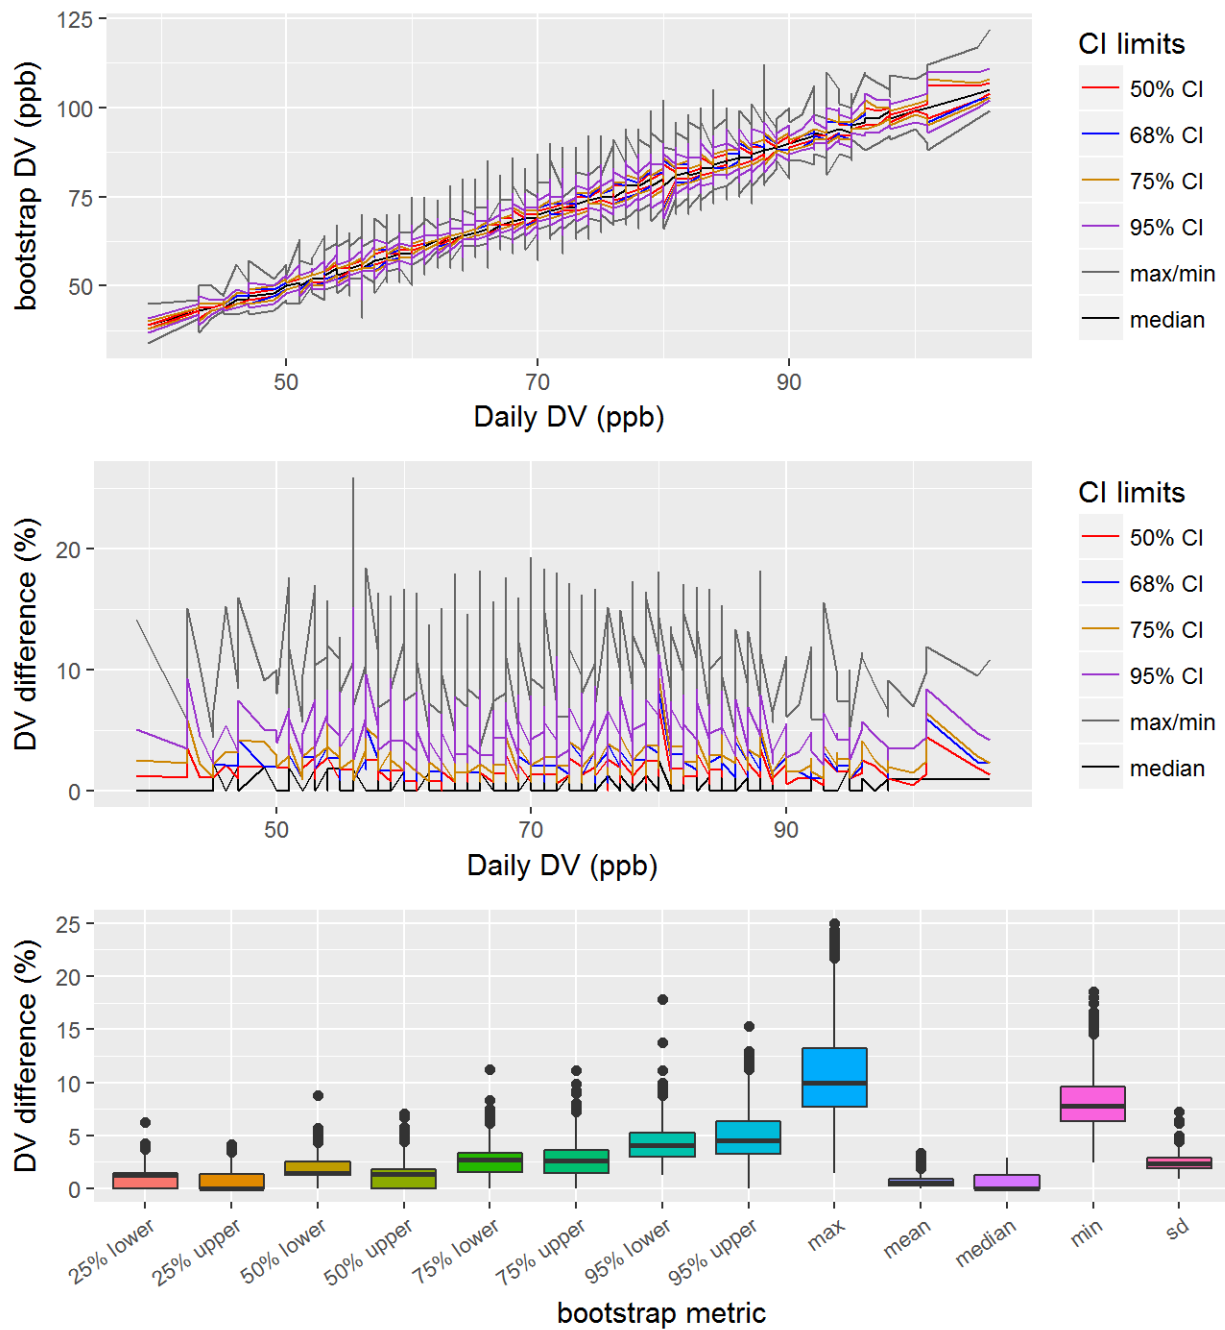 125
100
75
50
bootstrap DV (ppb)
50
70
90
Daily DV (ppb)
CI limits
50% CI
68% CI
75% CI
95% CI
max/min
median
20
10
0
DV difference (%)
50
70
90
Daily DV (ppb)
CI limits
50% CI
68% CI
75% CI
95% CI
max/min
median
25
20
15
10
5
0
DV difference (%)
25% lower
25% upper
50% lower
50% upper
75% lower
75% upper
95% lower
95% upper
max
mean
median
min
sd
bootstrap metric